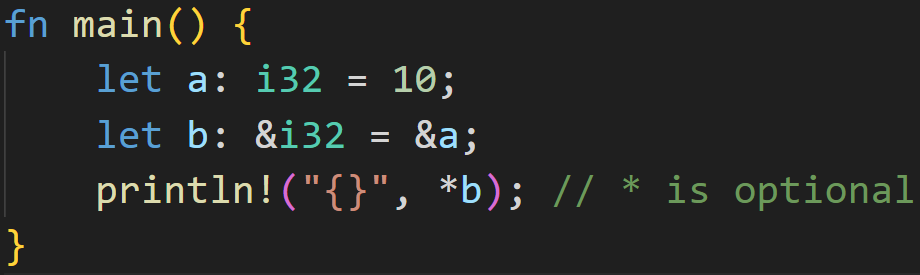 fn main() {
    let a: i32 = 10;
    let b: &i32 = &a;
    println!("{}", *b); // * is optional
}